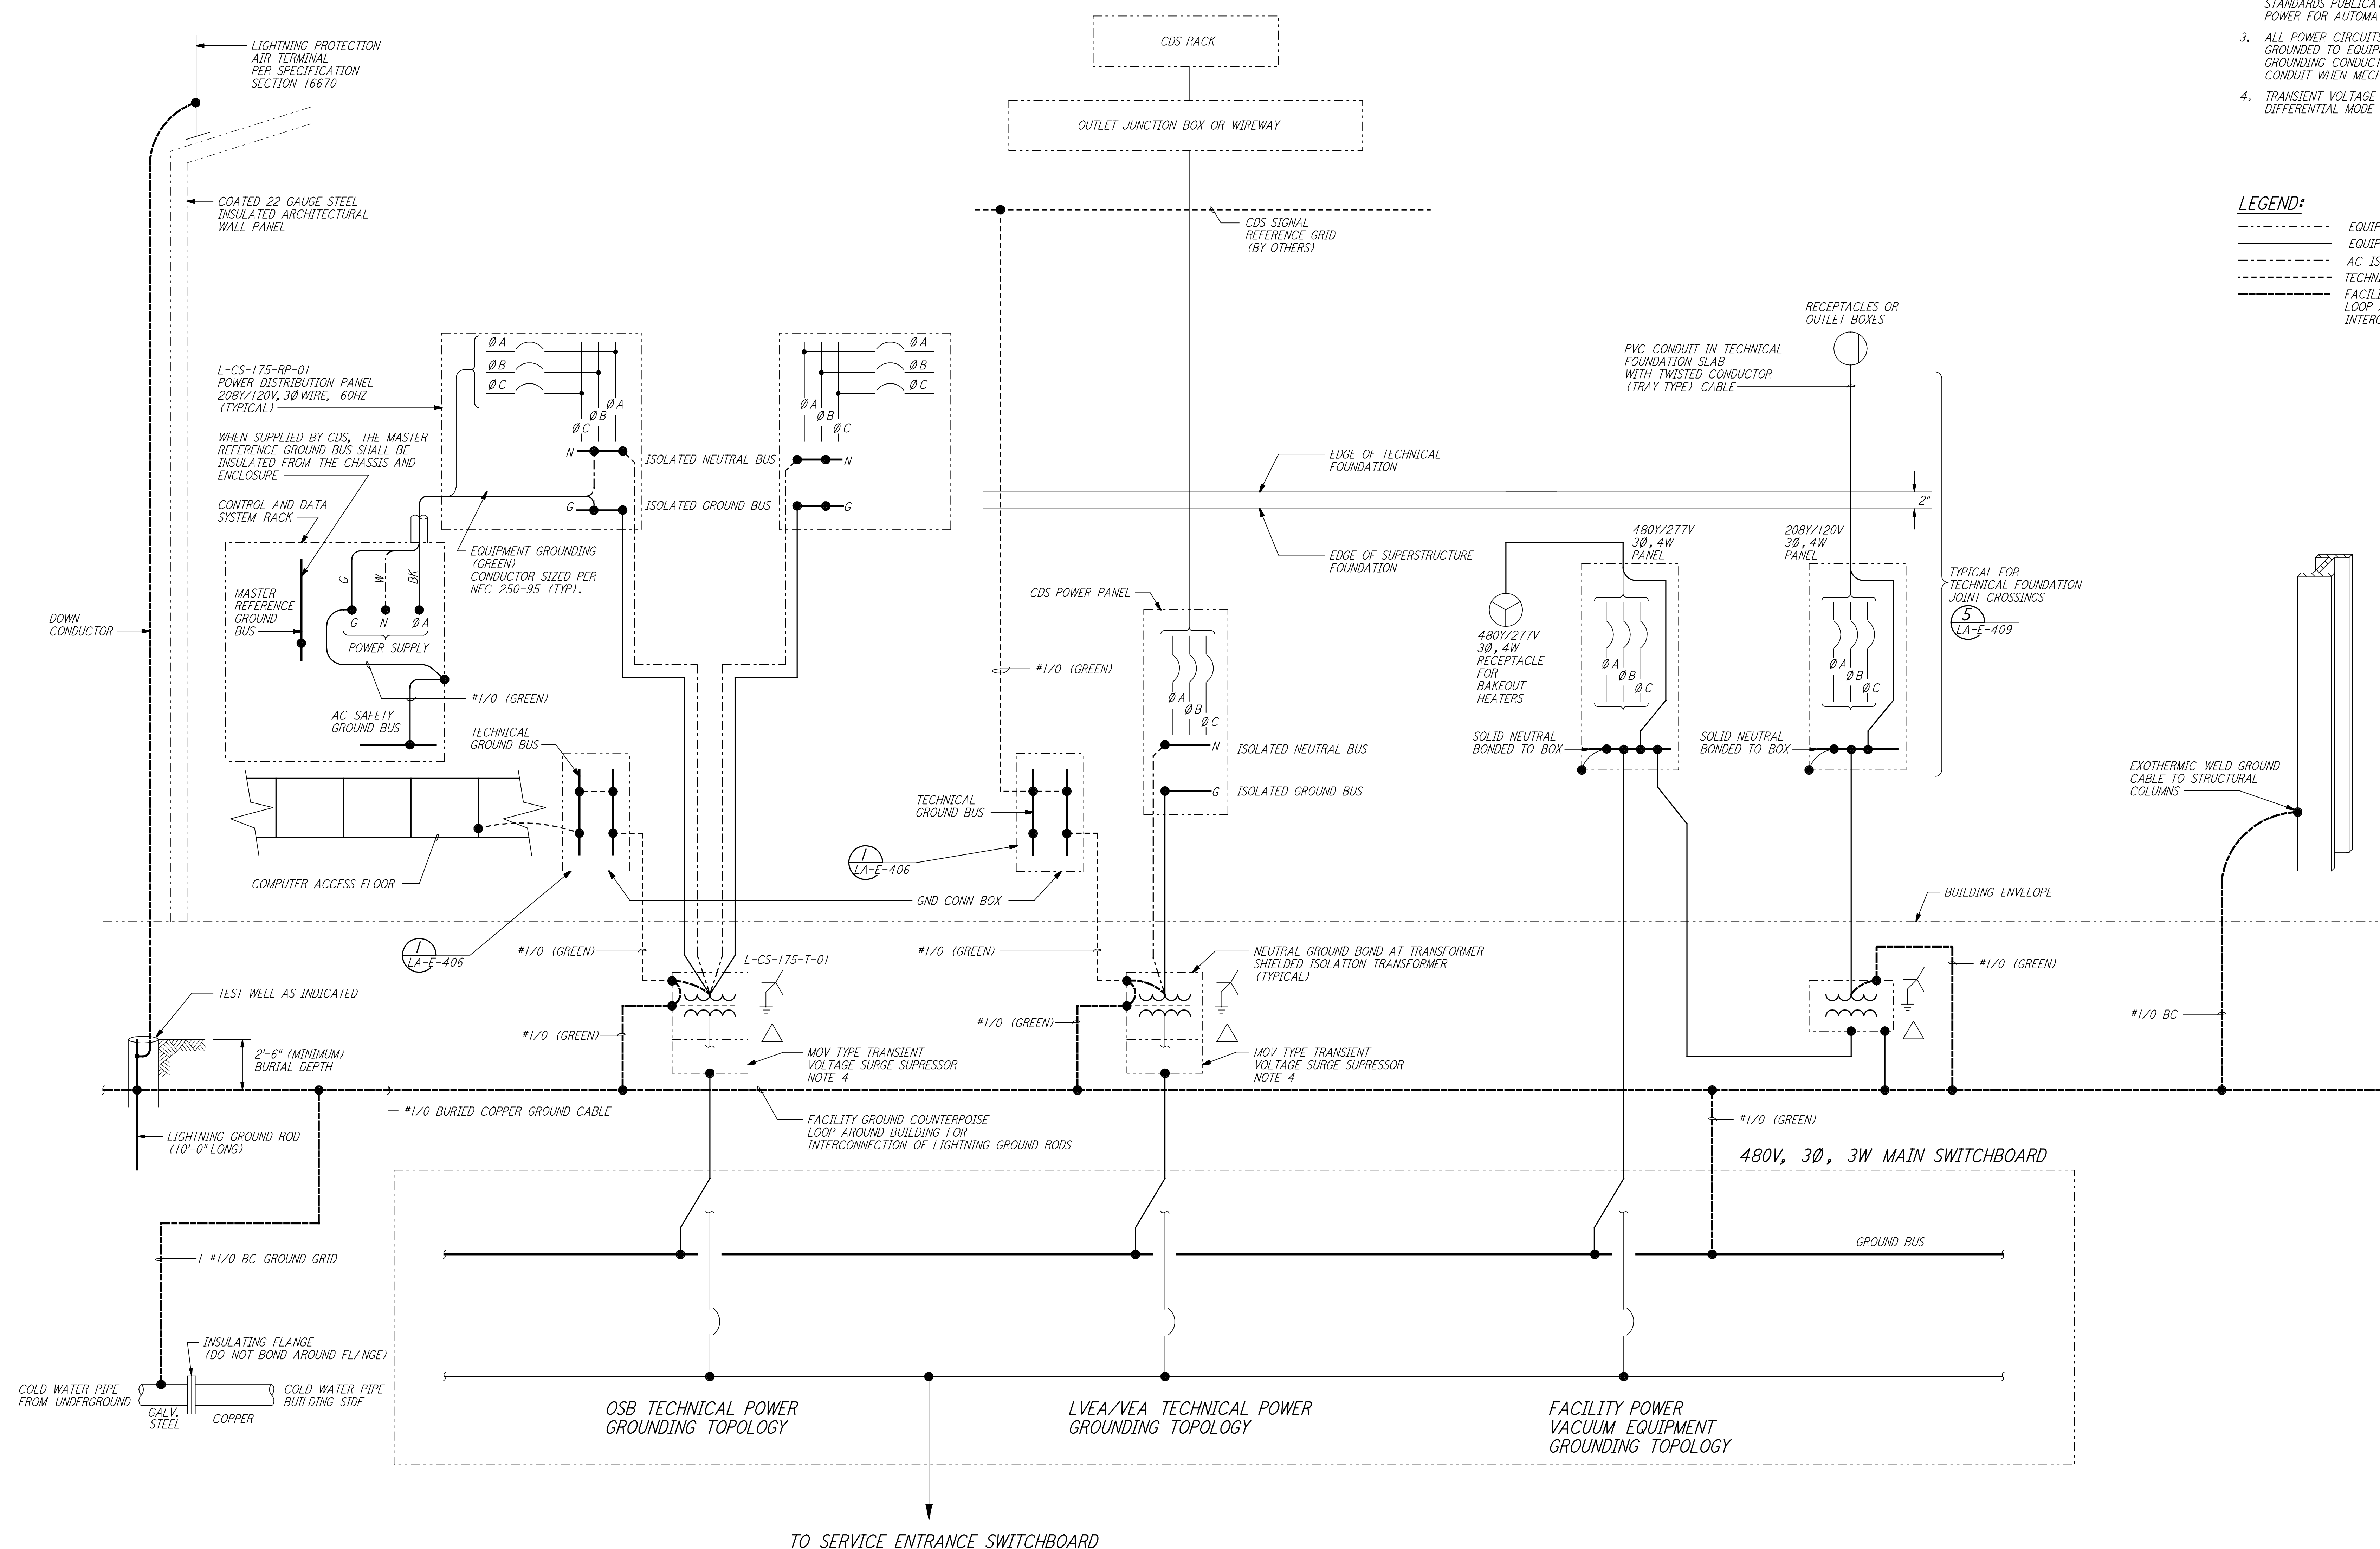 STANDARDS PUBLICAT
POWER FOR AUTOMA
3. ALL POWER CIRCUITS
GROUNDED TO EQUIP
GROUNDING CONDUCT
CONDUIT WHEN MECH
4. TRANSIENT VOLTAGE
DIFFERENTIAL MODE
LEGEND:
EQUIP
EQUIP
AC IS
TECHNI
FACILI
LOOP
INTERC
LIGHTNING PROTECTION
AIR TERMINAL
PER SPECIFICATION
SECTION 16670
COATED 22 GAUGE STEEL
INSULATED ARCHITECTURAL
WALL PANEL
CDS RACK
OUTLET JUNCTION BOX OR WIREWAY
CDS SIGNAL
REFERENCE GRID
(BY OTHERS)
RECEPTACLES OR
OUTLET BOXES
PVC CONDUIT IN TECHNICAL
FOUNDATION SLAB
WITH TWISTED CONDUCTOR
(TRAY TYPE) CABLE
L-CS-175-RP-01
POWER DISTRIBUTION PANEL
208Y/120V, 3Ø WIRE, 60HZ
(TYPICAL)
WHEN SUPPLIED BY CDS, THE MASTER
REFERENCE GROUND BUS SHALL BE
INSULATED FROM THE CHASSIS AND
ENCLOSURE
CONTROL AND DATA
SYSTEM RACK
ØA
ØB
ØC
ØA
ØB
ØC
N
G
ISOLATED NEUTRAL BUS
ISOLATED GROUND BUS
ØA
ØB
ØC
ØA
ØB
ØC
N
G
EDGE OF TECHNICAL
FOUNDATION
2"
EDGE OF SUPERSTRUCTURE
FOUNDATION
EQUIPMENT GROUNDING
(GREEN)
CONDUCTOR SIZED PER
NEC 250-95 (TYP).
MASTER
REFERENCE
GROUND
BUS
G
W
BK
G N ØA
POWER SUPPLY
#1/0 (GREEN)
AC SAFETY
GROUND BUS
TECHNICAL
GROUND BUS
DOWN
CONDUCTOR
COMPUTER ACCESS FLOOR
#1/0 (GREEN)
CDS POWER PANEL
ØA
ØB
ØC
N
ISOLATED NEUTRAL BUS
G
ISOLATED GROUND BUS
TECHNICAL
GROUND BUS
1
LA-E-406
GND CONN BOX
480Y/277V
3Ø, 4W
RECEPTACLE
FOR
BAKEOUT
HEATERS
480Y/277V
3Ø, 4W
PANEL
ØA
ØB
ØC
SOLID NEUTRAL
BONDED TO BOX
208Y/120V
3Ø, 4W
PANEL
ØA
ØB
ØC
SOLID NEUTRAL
BONDED TO BOX
TYPICAL FOR
TECHNICAL FOUNDATION
JOINT CROSSINGS
5
LA-E-409
EXOTHERMIC WELD GROUND
CABLE TO STRUCTURAL
COLUMNS
BUILDING ENVELOPE
1
LA-E-406
#1/0 (GREEN)
L-CS-175-T-01
#1/0 (GREEN)
NEUTRAL GROUND BOND AT TRANSFORMER
SHIELDED ISOLATION TRANSFORMER
(TYPICAL)
#1/0 (GREEN)
TEST WELL AS INDICATED
#1/0 (GREEN)
#1/0 (GREEN)
#1/0 BC
2'-6" (MINIMUM)
BURIAL DEPTH
MOV TYPE TRANSIENT
VOLTAGE SURGE SUPRESSOR
NOTE 4
MOV TYPE TRANSIENT
VOLTAGE SURGE SUPRESSOR
NOTE 4
#1/0 BURIED COPPER GROUND CABLE
FACILITY GROUND COUNTERPOISE
LOOP AROUND BUILDING FOR
INTERCONNECTION OF LIGHTNING GROUND RODS
#1/0 (GREEN)
LIGHTNING GROUND ROD
(10'-0" LONG)
480V, 3Ø, 3W MAIN SWITCHBOARD
1 #1/0 BC GROUND GRID
GROUND BUS
INSULATING FLANGE
(DO NOT BOND AROUND FLANGE)
COLD WATER PIPE
FROM UNDERGROUND
GALV.
STEEL
COPPER
COLD WATER PIPE
BUILDING SIDE
OSB TECHNICAL POWER
GROUNDING TOPOLOGY
LVEA/VEA TECHNICAL POWER
GROUNDING TOPOLOGY
FACILITY POWER
VACUUM EQUIPMENT
GROUNDING TOPOLOGY
TO SERVICE ENTRANCE SWITCHBOARD